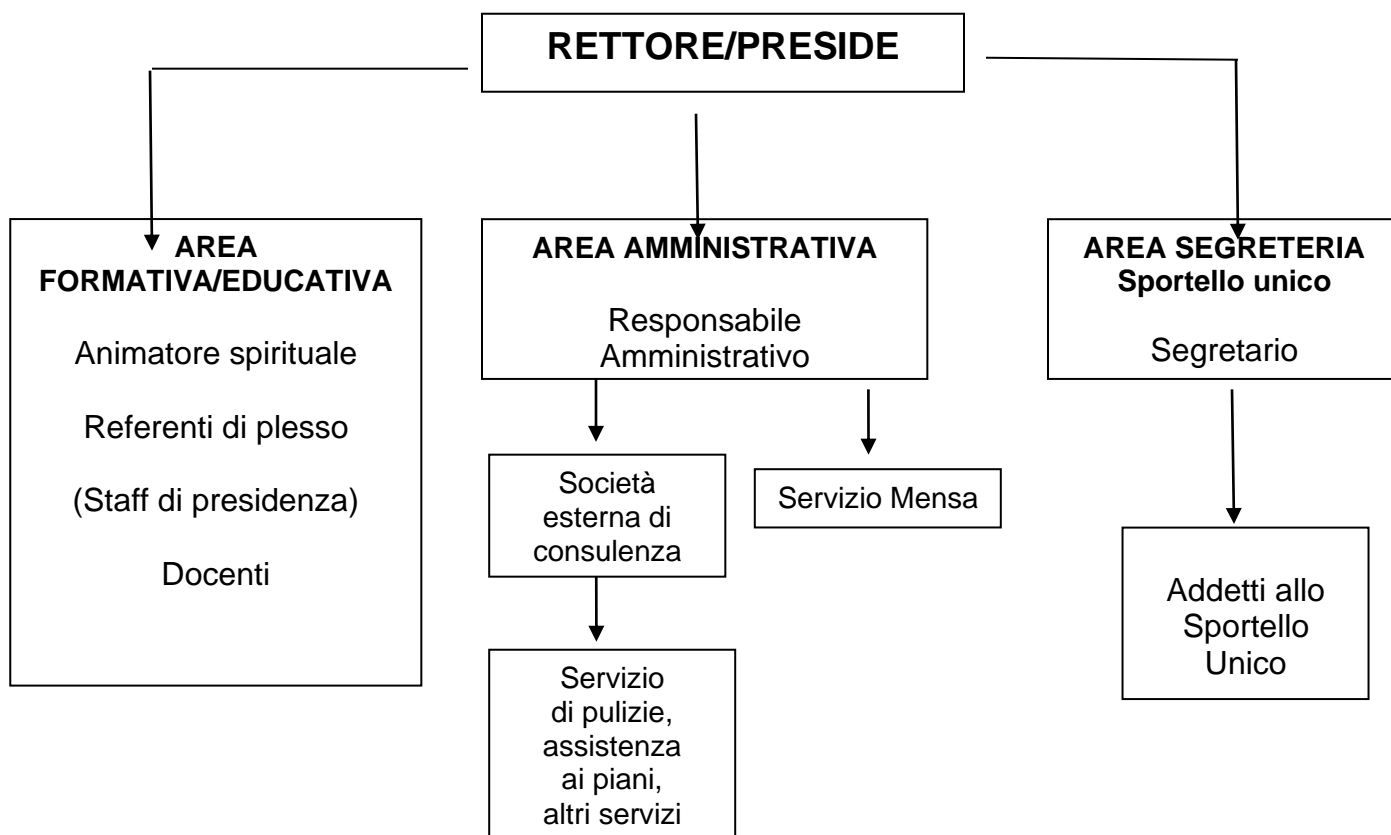 RETTORE/PRESIDE
AREA
FORMATIVA/EDUCATIVA
Animatore spirituale
Referenti di plesso
(Staff di presidenza)
Docenti
AREA AMMINISTRATIVA
Responsabile
Amministrativo
Società
esterna di
consulenza
Servizio Mensa
Servizio
di pulizie,
assistenza
ai piani,
altri servizi
AREA SEGRETERIA
Sportello unico
Segretario
Addetti allo
Sportello
Unico